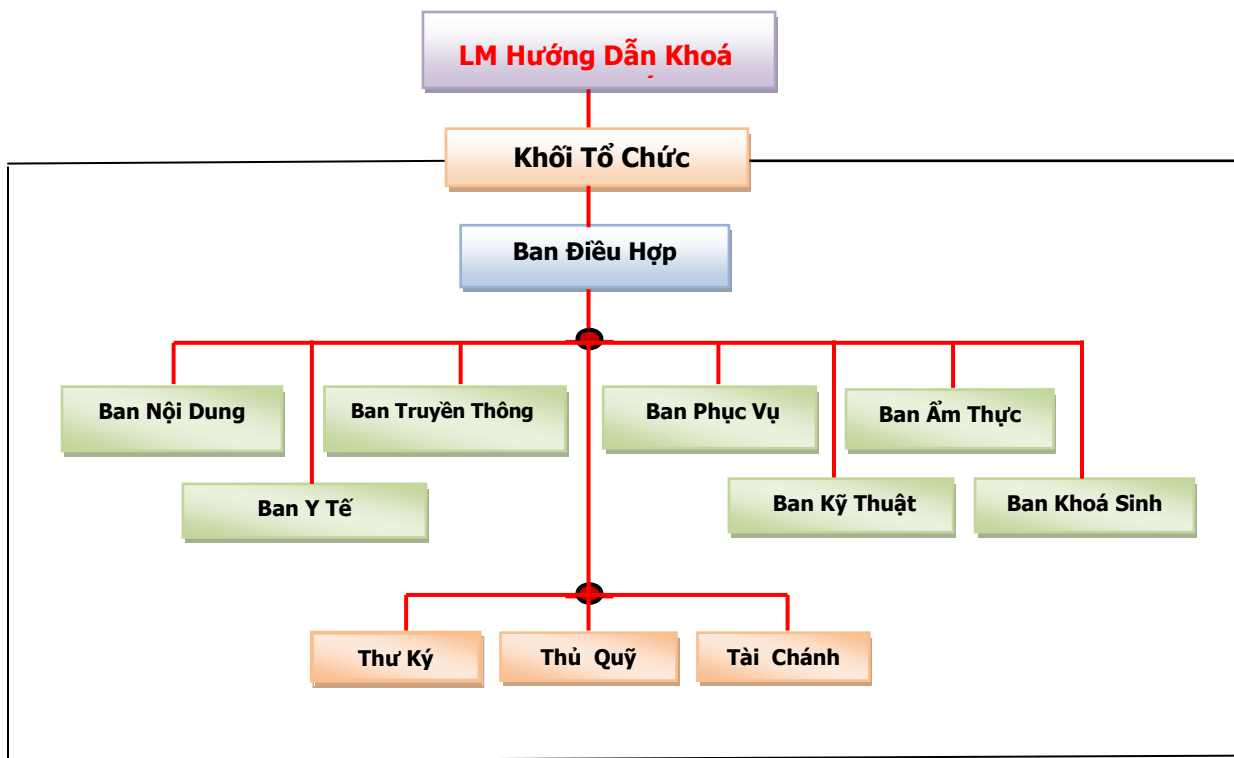 LM Hướng Dẫn Khoá
Khối Tổ Chức
Ban Điều Hợp
Ban Nội Dung
Ban Truyền Thông
Ban Phục Vụ
Ban Ẩm Thực
Ban Y Tế
Ban Kỹ Thuật
Ban Khoá Sinh
Thư Ký
Thủ Quỹ
Tài Chánh